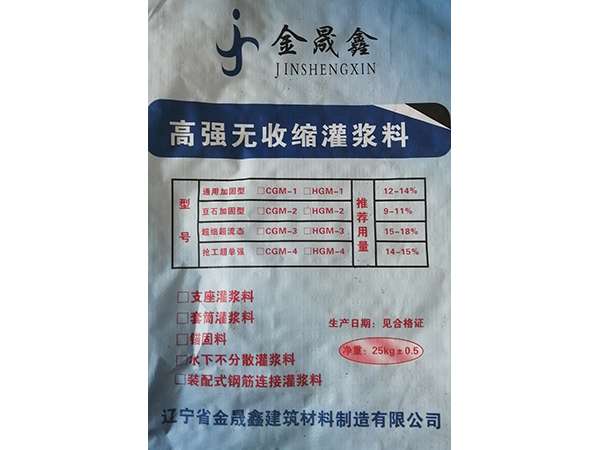 金晟鑫
JINSHENGXIN
高强无收缩灌浆料
型号
通用加固型 □CGM-1 □HGM-1
豆石加固型 □CGM-2 □HGM-2
超细超流态 □CGM-3 □HGM-3
抢工超单强 □CGM-4 □HGM-4
推荐用量
12-14%
9-11%
15-18%
14-15%
□支座灌浆料
□套筒灌浆料
□锚固料
□水下不分散灌浆料
□装配式钢筋连接灌浆料
生产日期：见合格证
净重：25kg±0.5
辽宁省金晟鑫建筑材料制造有限公司